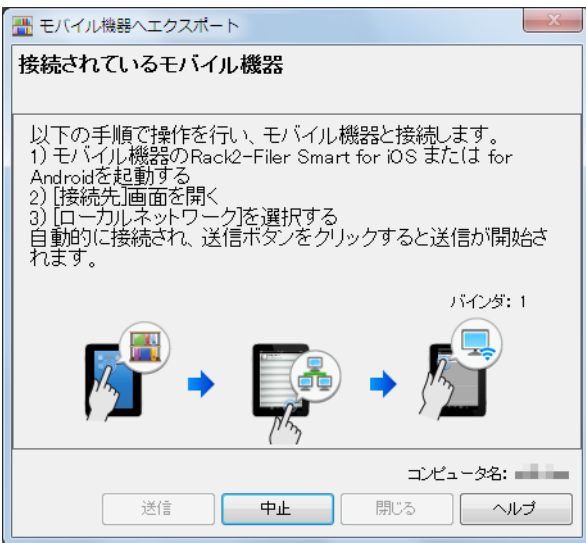 モバイル機器へエクスポート
接続されているモバイル機器
以下の手順で操作を行い、モバイル機器と接続します。
1) モバイル機器のRack2-Filer Smart for iOS または for
Androidを起動する
2) [接続先]画面を開く
3) [ローカルネットワーク]を選択する
自動的に接続され、送信ボタンをクリックすると送信が開始さ
れます。
バインダ: 1
コンピュータ名:
送信 中止 閉じる ヘルプ